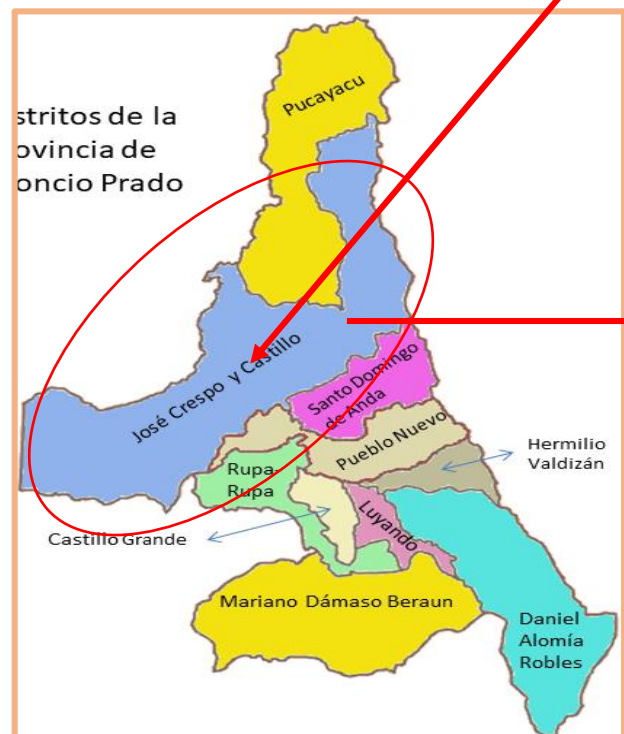 Pucayacu
stritos de la
ovincia de
oncio Prado
José Crespo y Castillo
Santo Domingo
de Anda
Pueblo Nuevo
Hermilio
Valdizán
Rupa-
Rupa
Luyando
Castillo Grande
Mariano Dámaso Beraun
Daniel
Alomía
Robles